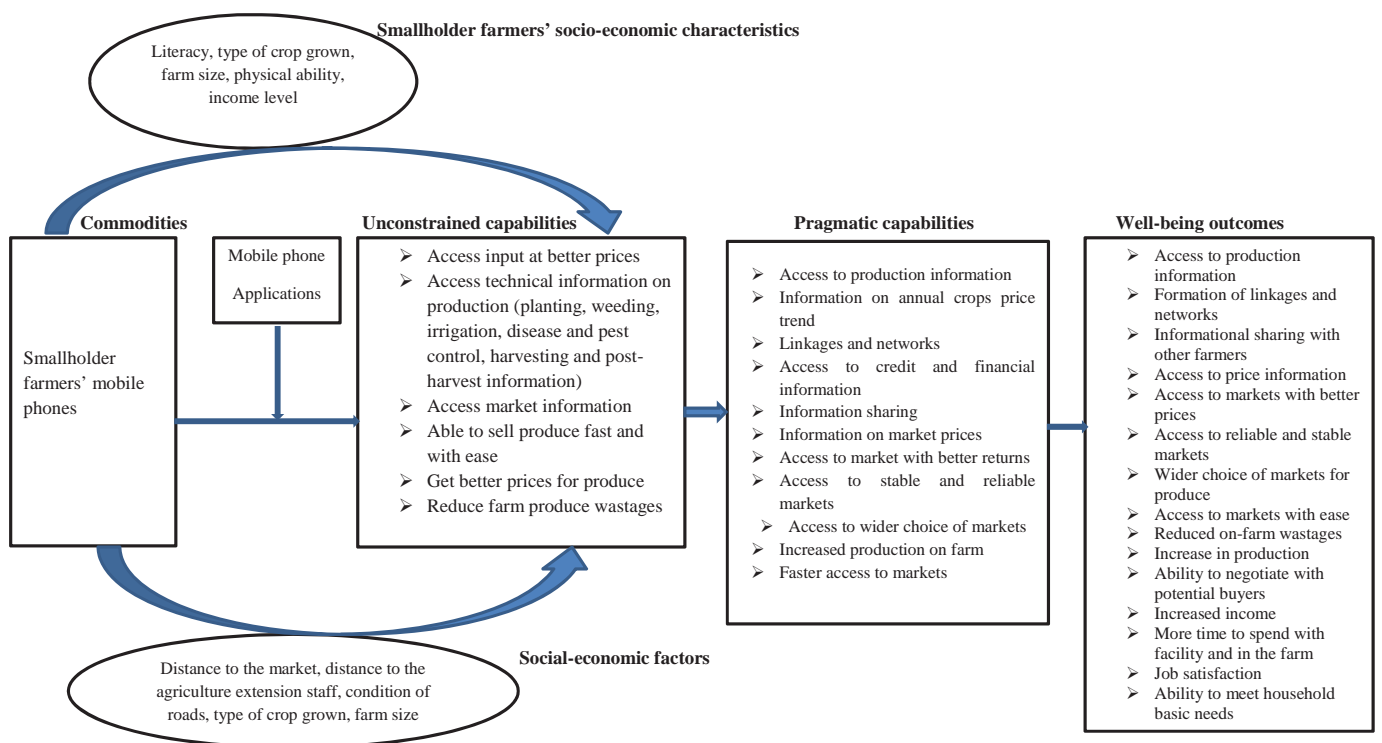 Smallholder farmers' socio-economic characteristics
Literacy, type of crop grown,
farm size, physical ability,
income level
Commodities
Smallholder
farmers' mobile
phones
Mobile phone
Applications
Unconstrained capabilities
➢ Access input at better prices
➢ Access technical information on
production (planting, weeding,
irrigation, disease and pest
control, harvesting and post-
harvest information)
➢ Access market information
➢ Able to sell produce fast and
with ease
➢ Get better prices for produce
➢ Reduce farm produce wastages
Pragmatic capabilities
➢ Access to production information
➢ Information on annual crops price
trend
➢ Linkages and networks
➢ Access to credit and financial
information
➢ Information sharing
➢ Information on market prices
➢ Access to market with better returns
➢ Access to stable and reliable
markets
➢ Access to wider choice of markets
➢ Increased production on farm
➢ Faster access to markets
Well-being outcomes
➢ Access to production
information
➢ Formation of linkages and
networks
➢ Informational sharing with
other farmers
➢ Access to price information
➢ Access to markets with better
prices
➢ Access to reliable and stable
markets
➢ Wider choice of markets for
produce
➢ Access to markets with ease
➢ Reduced on-farm wastages
➢ Increase in production
➢ Ability to negotiate with
potential buyers
➢ Increased income
➢ More time to spend with
facility and in the farm
➢ Job satisfaction
➢ Ability to meet household
basic needs
Social-economic factors
Distance to the market, distance to the
agriculture extension staff, condition of
roads, type of crop grown, farm size